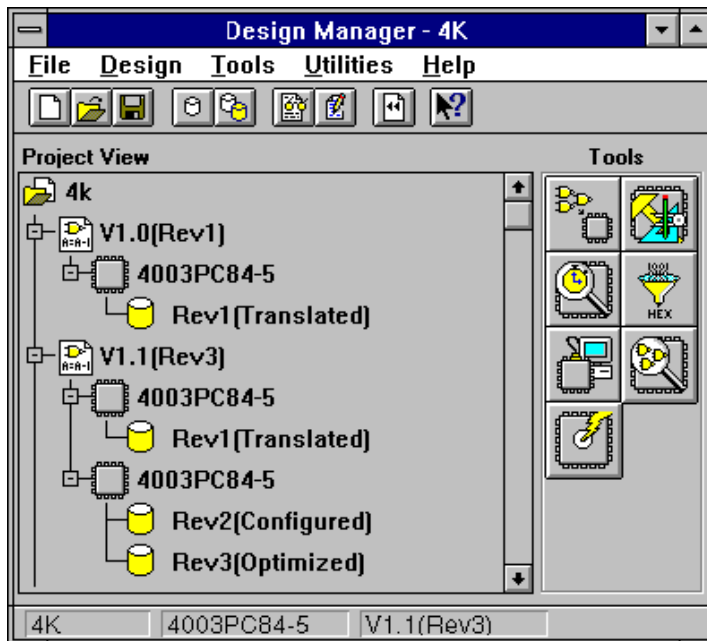 Design Manager - 4K
File Design Tools Utilities Help
Project View
Tools
4k
V1.0(Rev1)
4003PC84-5
Rev1(Translated)
V1.1(Rev3)
4003PC84-5
Rev1(Translated)
4003PC84-5
Rev2(Configured)
Rev3(Optimized)
HEX
4K 4003PC84-5 V1.1(Rev3)